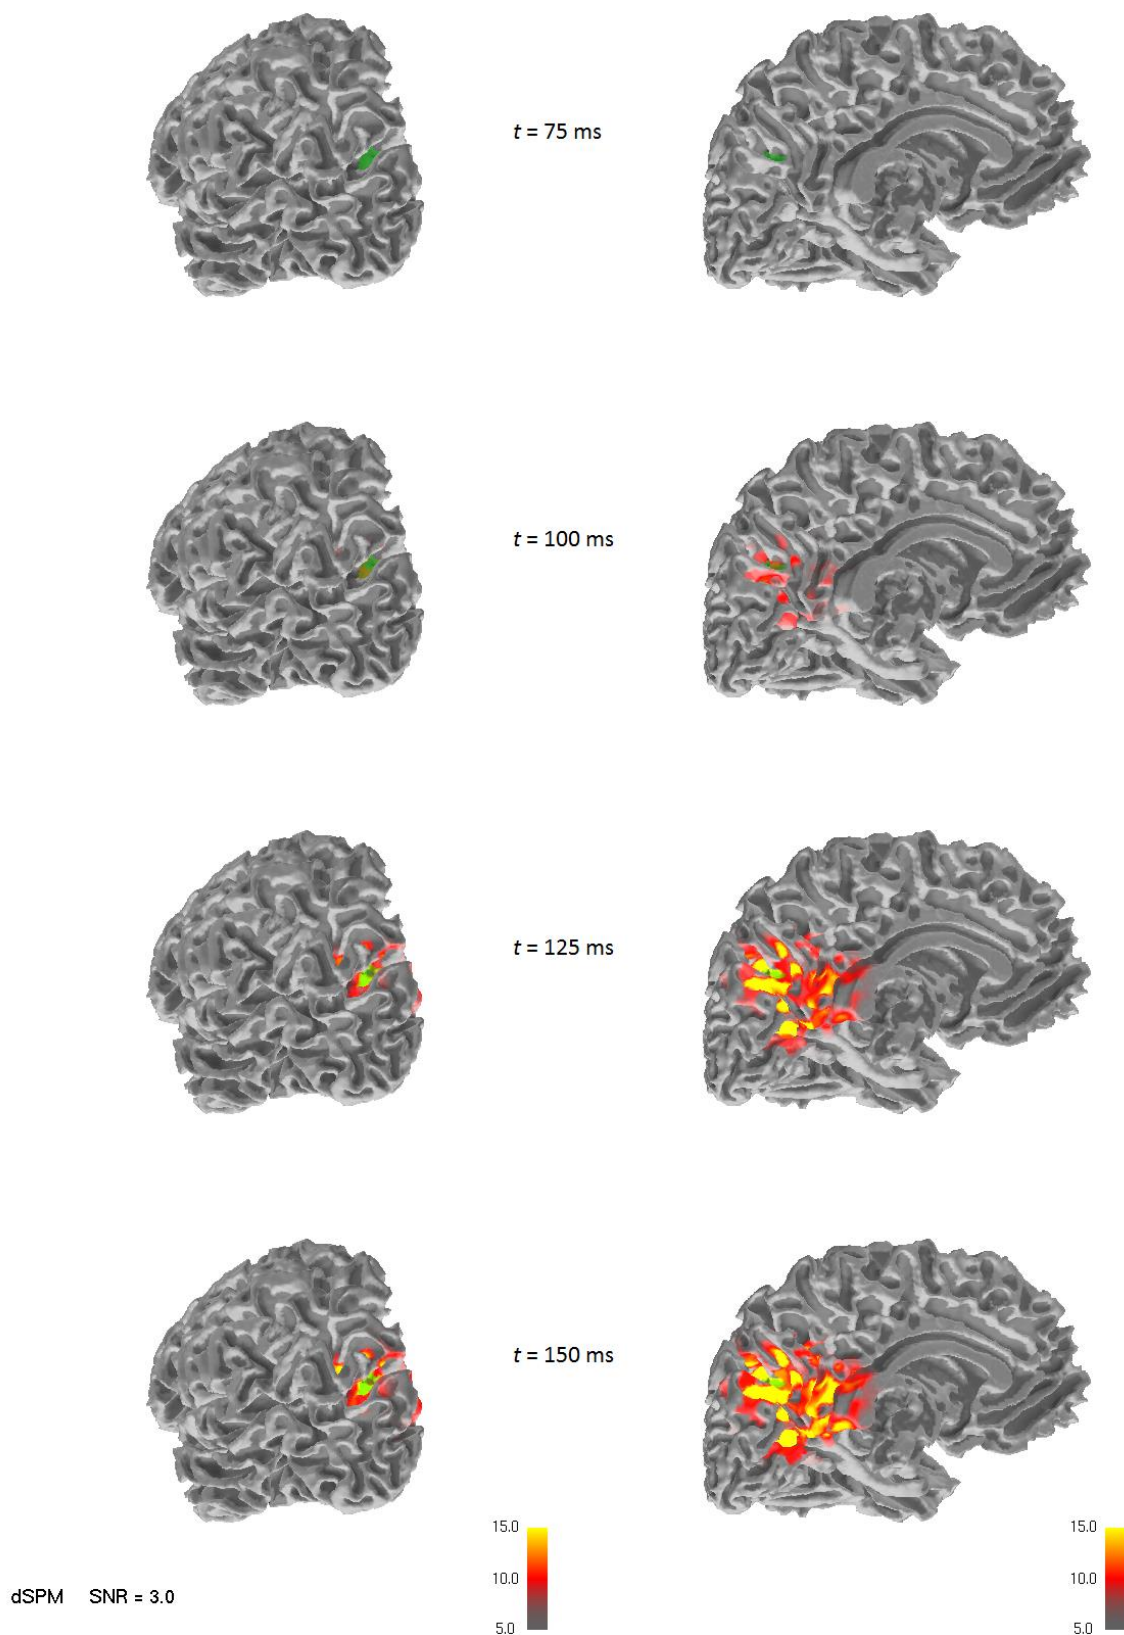 t = 75 ms
t = 100 ms
t = 125 ms
t = 150 ms
15.0 15.0
10.0 10.0
dSPM SNR = 3.0
5.0 5.0